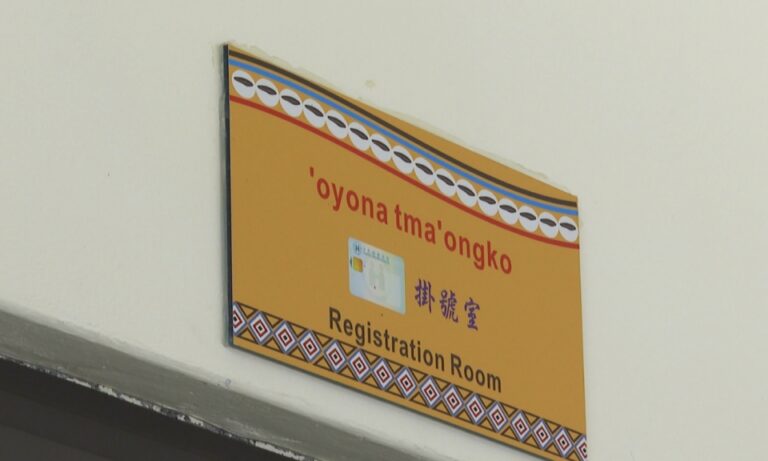 'oyona tma'ongko
掛號室
Registration Room